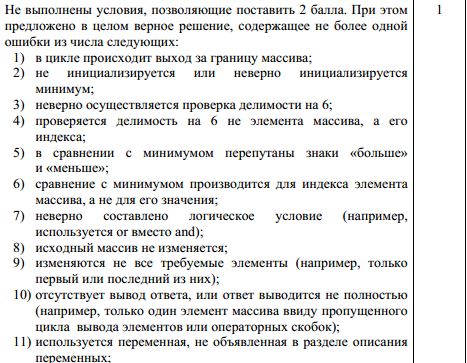 Не выполнены условия, позволяющие поставить 2 балла. При этом 1
предложено в целом верное решение, содержащее не более одной
ошибки из числа следующих:
1) в цикле происходит выход за границу массива;
2) не инициализируется или неверно инициализируется
минимум;
3) неверно осуществляется проверка делимости на 6;
4) проверяется делимость на 6 не элемента массива, а его
индекса;
5) в сравнении с минимумом перепутаны знаки «больше»
и «меньше»;
6) сравнение с минимумом производится для индекса элемента
массива, а не для его значения;
7) неверно составлено логическое условие (например,
используется or вместо and);
8) исходный массив не изменяется;
9) изменяются не все требуемые элементы (например, только
первый или последний из них);
10) отсутствует вывод ответа, или ответ выводится не полностью
(например, только один элемент массива ввиду пропущенного
цикла вывода элементов или операторных скобок);
11) используется переменная, не объявленная в разделе описания
переменных;